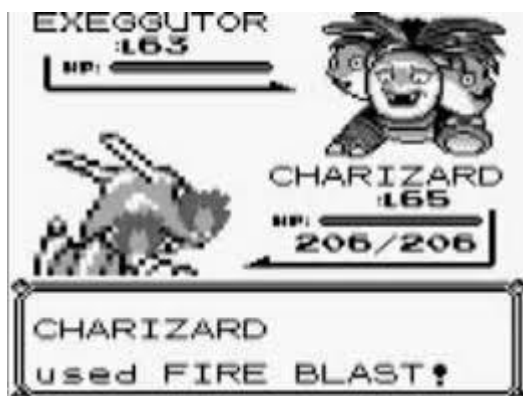 EXEGGUTOR
:L63
HP:
CHARIZARD
:L65
HP:
206/206
CHARIZARD
used FIRE BLAST!